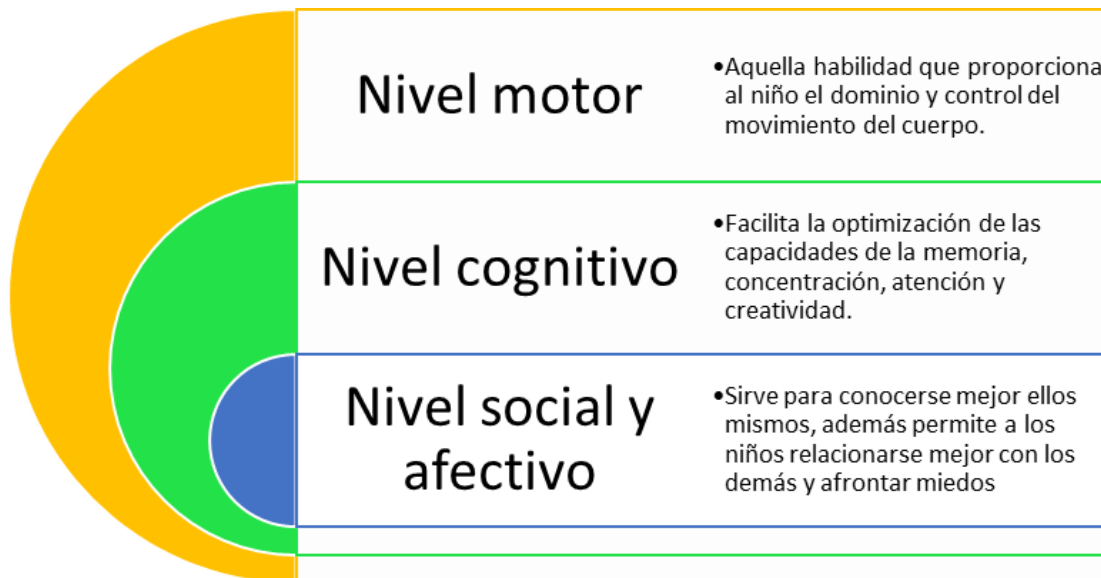 Nivel motor
•Aquella habilidad que proporciona
al niño el dominio y control del
movimiento del cuerpo.
Nivel cognitivo
•Facilita la optimización de las
capacidades de la memoria,
concentración, atención y
creatividad.
Nivel social y
afectivo
•Sirve para conocerse mejor ellos
mismos, además permite a los
niños relacionarse mejor con los
demás y afrontar miedos